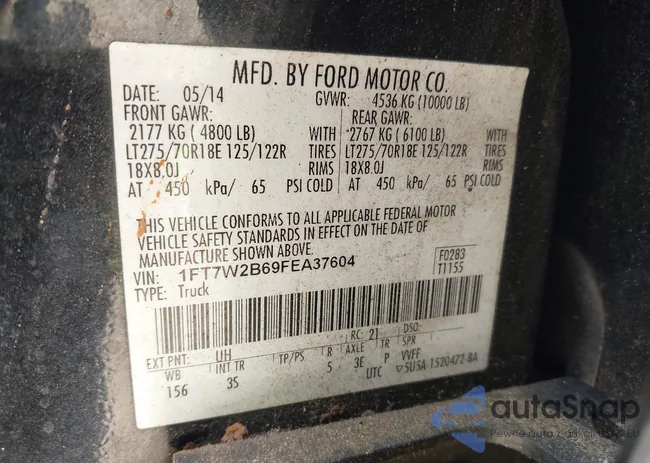 MFD. BY FORD MOTOR CO.
DATE: 05/14 GVWR: 4536 KG (10000 LB)
FRONT GAWR: REAR GAWR:
2177 KG ( 4800 LB) WITH 2767 KG ( 6100 LB) WITH
LT275/70R18E 125/122R TIRES LT275/70R18E 125/122R TIRES
18X8.0J RIMS 18X8.0J RIMS
AT 450 kPa/ 65 PSI COLD AT 450 kPa/ 65 PSI COLD
THIS VEHICLE CONFORMS TO ALL APPLICABLE FEDERAL MOTOR
VEHICLE SAFETY STANDARDS IN EFFECT ON THE DATE OF
MANUFACTURE SHOWN ABOVE.
VIN: 1FT7W2B69FEA37604 F0283
TYPE: Truck T1155
RC: 21 DSO:
EXT PNT: UH
WB INT TR TP/PS R AXLE TR SPR
156 3S 5 3E P VVFF
UTC ▽5U5A 1520472-BA
autaSnap
Pewne auto z